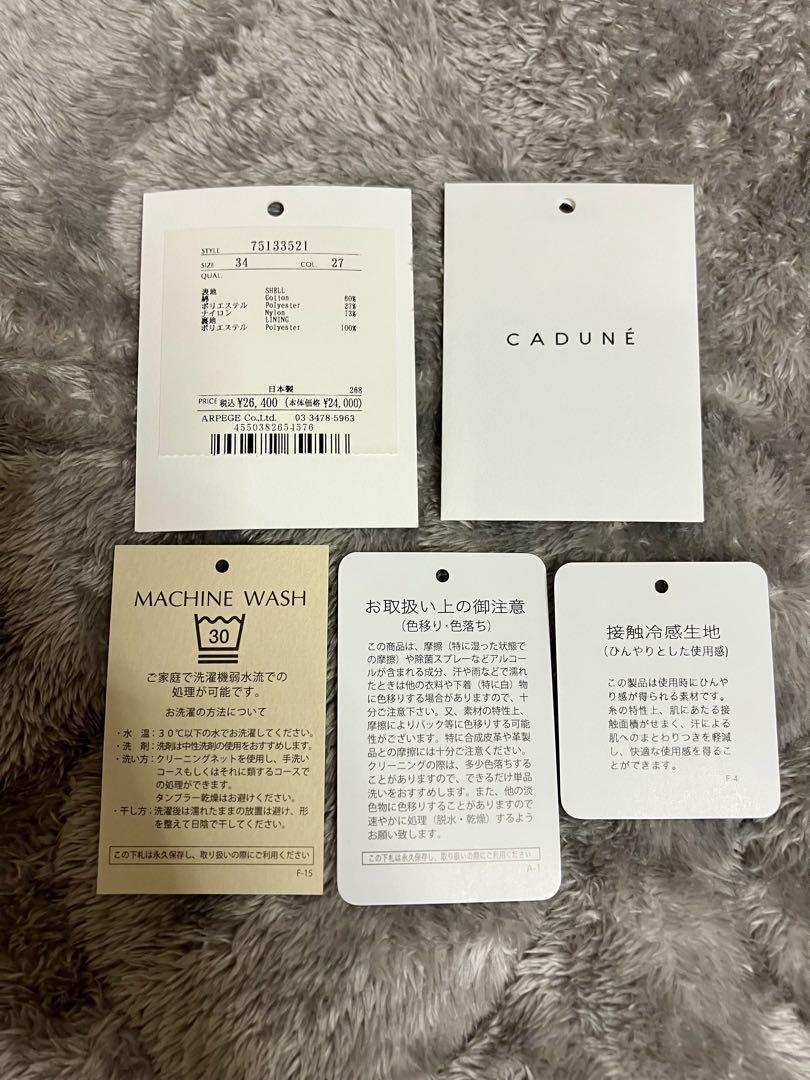 STYLE 75133521
SIZE 34 COL. 27
QUAL.
表地 SHELL
綿 Cotton 60%
ポリエステル Polyester 27%
ナイロン Nylon 13%
裏地 LINING
ポリエステル Polyester 100%
日本製 268
PRICE 税込 ¥26,400 (本体価格 ¥24,000)
ARPEGE Co.,Ltd. 03-3478-5963
4550382654576
CADUNÉ
MACHINE WASH
30
ご家庭で洗濯機弱水流での
処理が可能です。
お洗濯の方法について
・水 温：30℃以下の水でお洗濯してください。
・洗 剤：洗剤は中性洗剤の使用をおすすめします。
・洗い方：クリーニングネットを使用し、手洗い
コースもしくはそれに類するコースで
の処理ができます。
タンブラー乾燥はお避けください。
・干し方：洗濯後は濡れたままの放置は避け、形
を整えて日陰で干してください。
この下札は永久保存し、取り扱いの際にご利用ください
F-15
お取扱い上の御注意
(色移り・色落ち)
この商品は、摩擦（特に湿った状態で
の摩擦）や除菌スプレーなどアルコール
が含まれる成分、汗や雨などで濡れ
たときは他の衣料や下着（特に白）物
に色移りする場合がありますので、十
分ご注意下さい。又、素材の特性上、
摩擦によりバック等に色移りする可能
性がございます。特に合成皮革や革製
品との摩擦には十分ご注意ください。
クリーニングの際は、多少色落ちする
ことがありますので、できるだけ単品
洗いをおすすめします。また、他の淡
色物に色移りすることがありますので
速やかに処理（脱水・乾燥）するよう
お願い致します。
この下札は永久保存し、取り扱いの際にご利用ください
A-1
接触冷感生地
(ひんやりとした使用感)
この製品は使用時にひんや
り感が得られる素材です。
糸の特性上、肌にあたる接
触面積がせまく、汗による
肌へのまとわりつきを軽減
し、快適な使用感を得るこ
とができます。
F-4